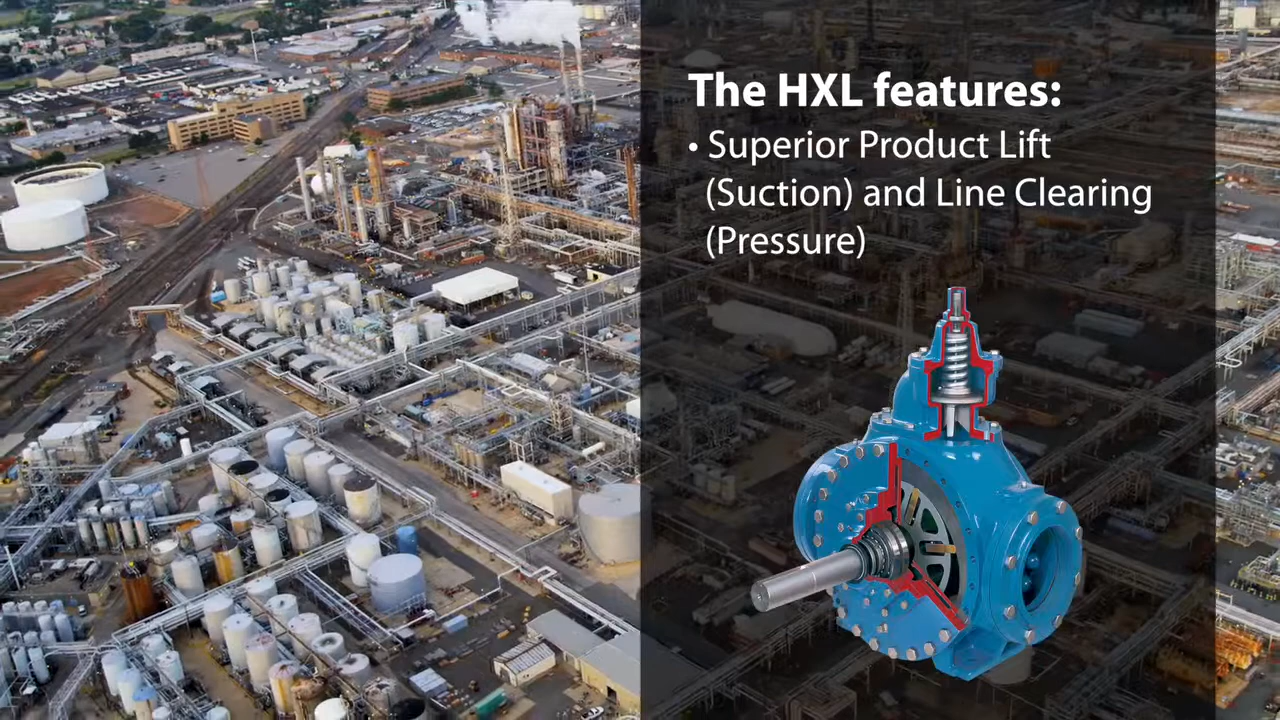 The HXL features:
• Superior Product Lift
(Suction) and Line Clearing
(Pressure)